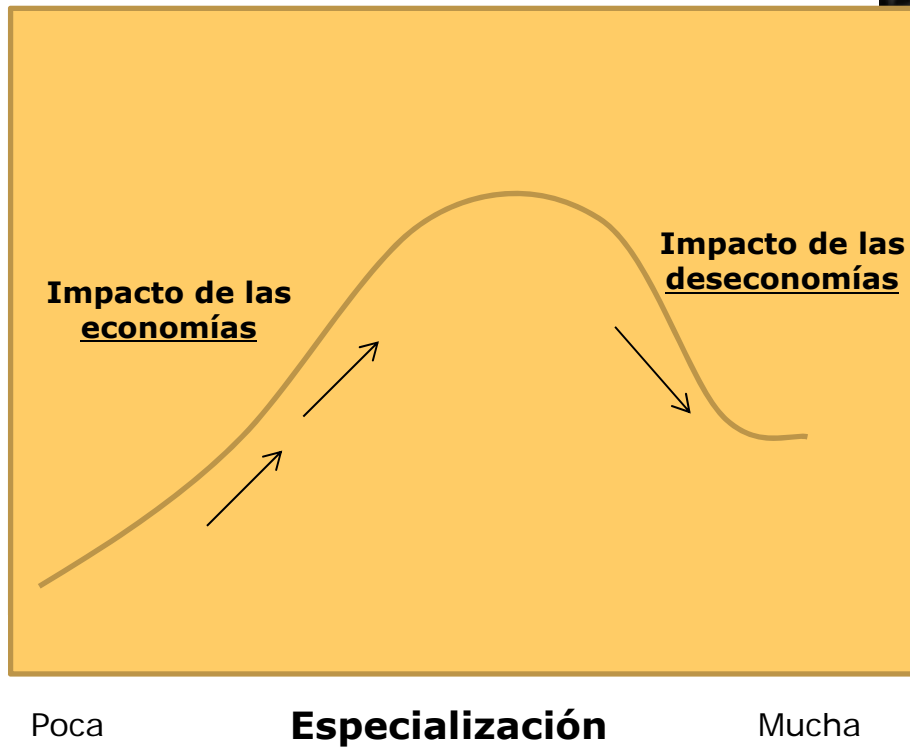 Impacto de las
economías
Impacto de las
deseconomías
Poca
Especialización
Mucha